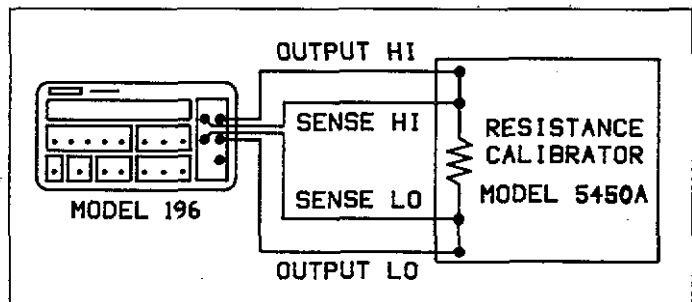 OUTPUT HI
SENSE HI
RESISTANCE
CALIBRATOR
MODEL 5450A
SENSE LO
MODEL 196
OUTPUT LO